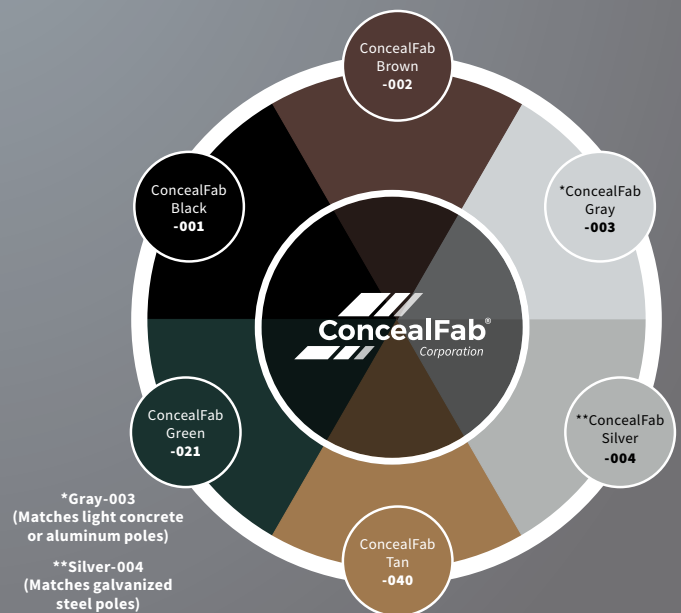 ConcealFab
Brown
-002
ConcealFab
Black
-001
*ConcealFab
Gray
-003
ConcealFab®
Corporation
ConcealFab
Green
-021
**ConcealFab
Silver
-004
ConcealFab
Tan
-040
*Gray-003
(Matches light concrete
or aluminum poles)
**Silver-004
(Matches galvanized
steel poles)